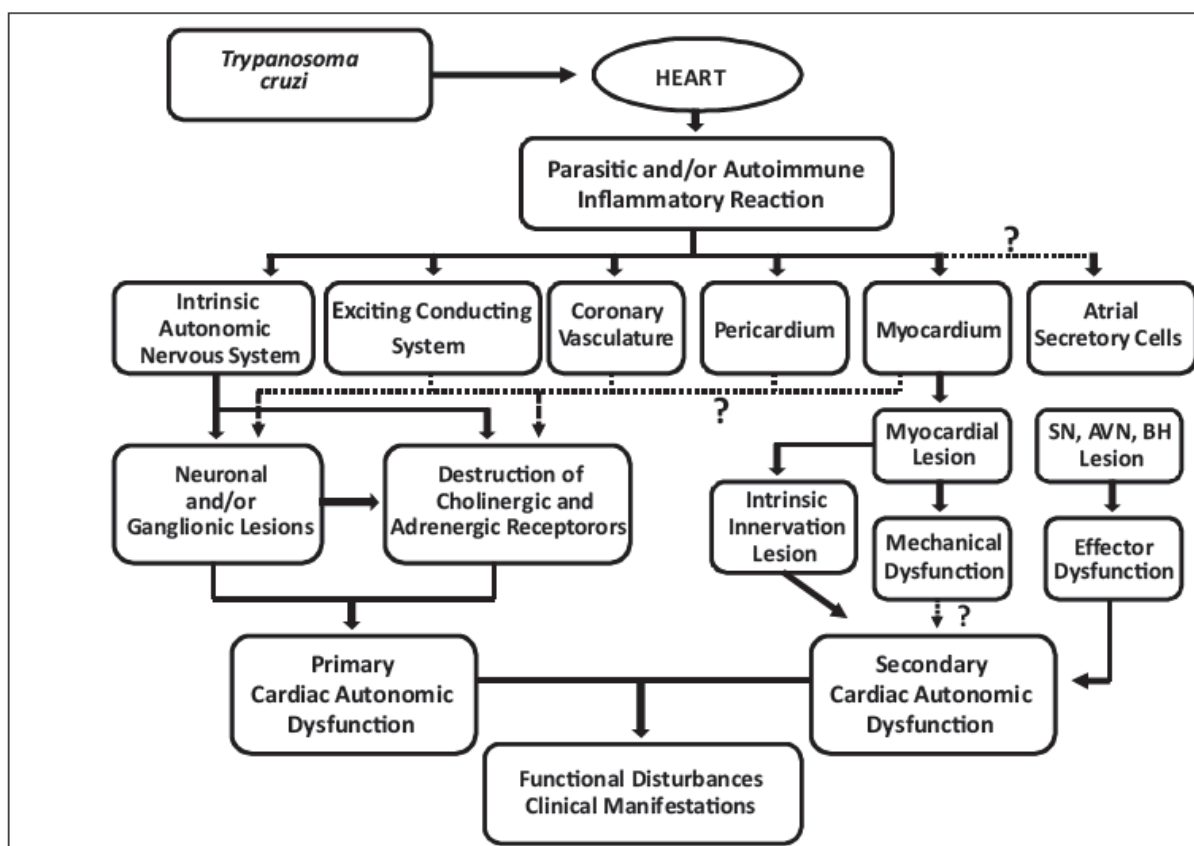 Trypanosoma
cruzi
HEART
Parasitic and/or Autoimmune
Inflammatory Reaction
?
Intrinsic
Autonomic
Nervous System
Exciting Conducting
System
Coronary
Vasculature
Pericardium
Myocardium
Atrial
Secretory Cells
?
Neuronal
and/or
Ganglionic Lesions
Destruction of
Cholinergic and
Adrenergic Receptorors
Intrinsic
Innervation
Lesion
Myocardial
Lesion
SN, AVN, BH
Lesion
Mechanical
Dysfunction
Effector
Dysfunction
?
Primary
Cardiac Autonomic
Dysfunction
Secondary
Cardiac Autonomic
Dysfunction
Functional Disturbances
Clinical Manifestations